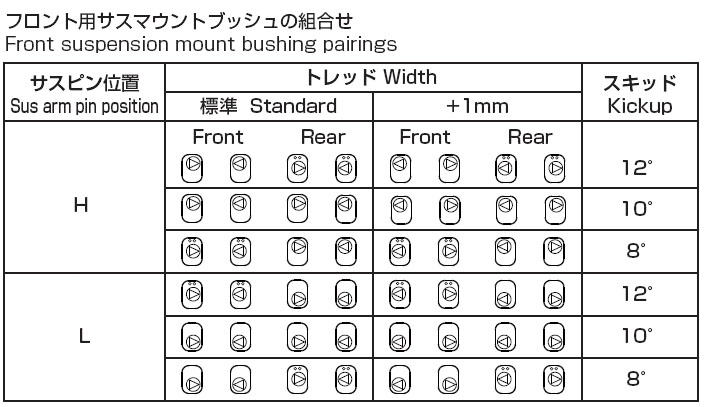 フロント用サスマウントブッシュの組合せ
Front suspension mount bushing pairings
サスピン位置
Sus arm pin position
トレッド Width
スキッド
Kickup
標準 Standard
+1mm
Front Rear Front Rear
12°
H
10°
8°
12°
L
10°
8°